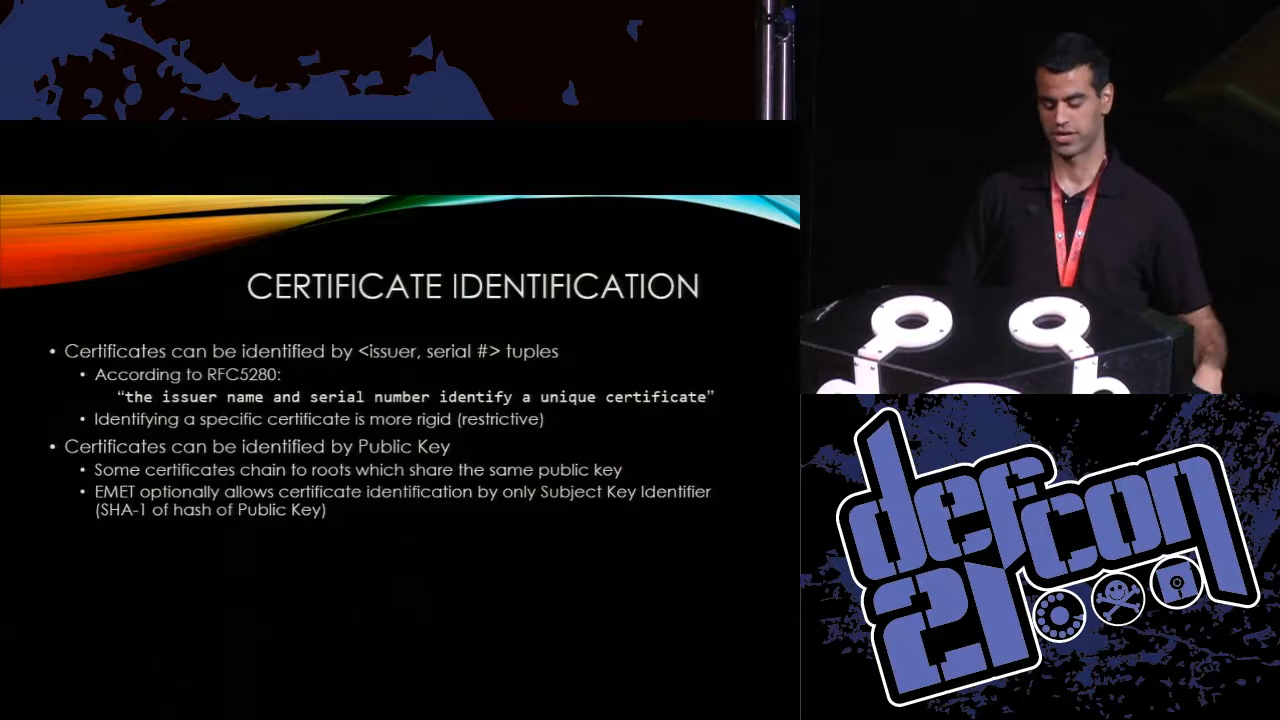 CERTIFICATE IDENTIFICATION
• Certificates can be identified by <issuer, serial #> tuples
• According to RFC5280:
“the issuer name and serial number identify a unique certificate”
• Identifying a specific certificate is more rigid (restrictive)
• Certificates can be identified by Public Key
• Some certificates chain to roots which share the same public key
• EMET optionally allows certificate identification by only Subject Key Identifier
(SHA-1 of hash of Public Key)
defcon
21